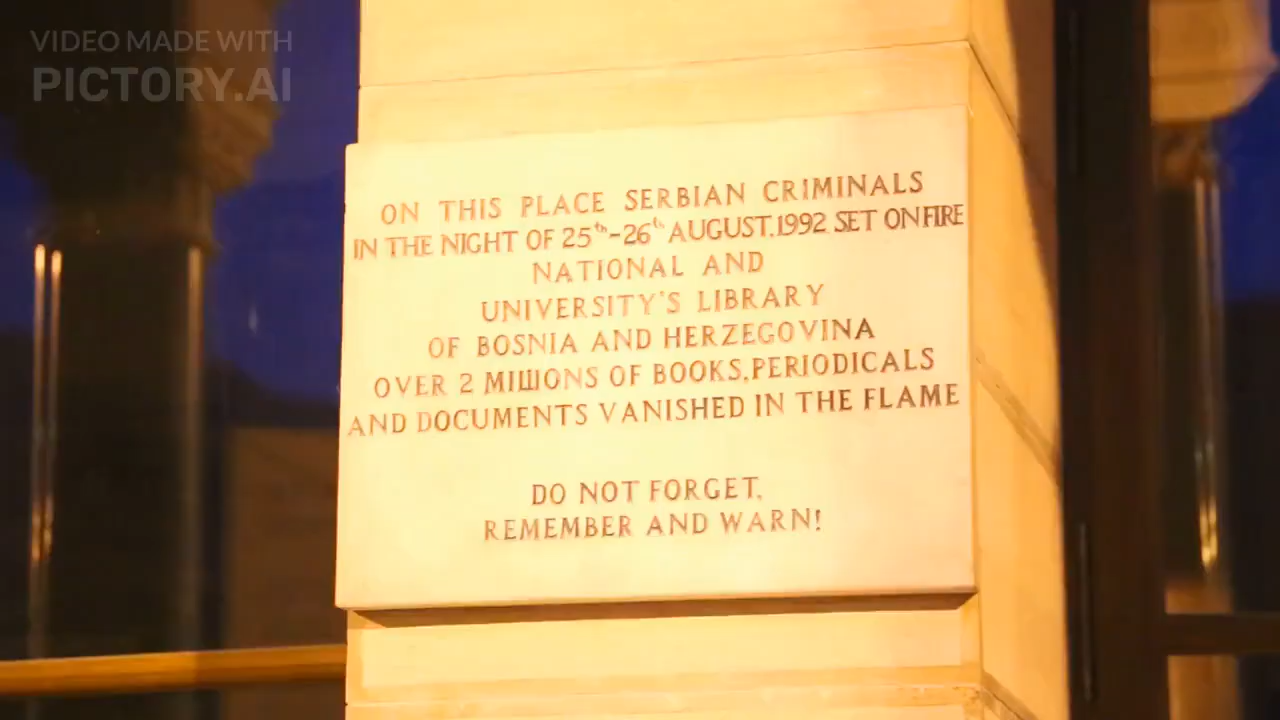 VIDEO MADE WITH
PICTORY.AI
ON THIS PLACE SERBIAN CRIMINALS
IN THE NIGHT OF 25th-26th AUGUST,1992 SET ON FIRE
NATIONAL AND
UNIVERSITY'S LIBRARY
OF BOSNIA AND HERZEGOVINA
OVER 2 MILLIONS OF BOOKS,PERIODICALS
AND DOCUMENTS VANISHED IN THE FLAME
DO NOT FORGET,
REMEMBER AND WARN!